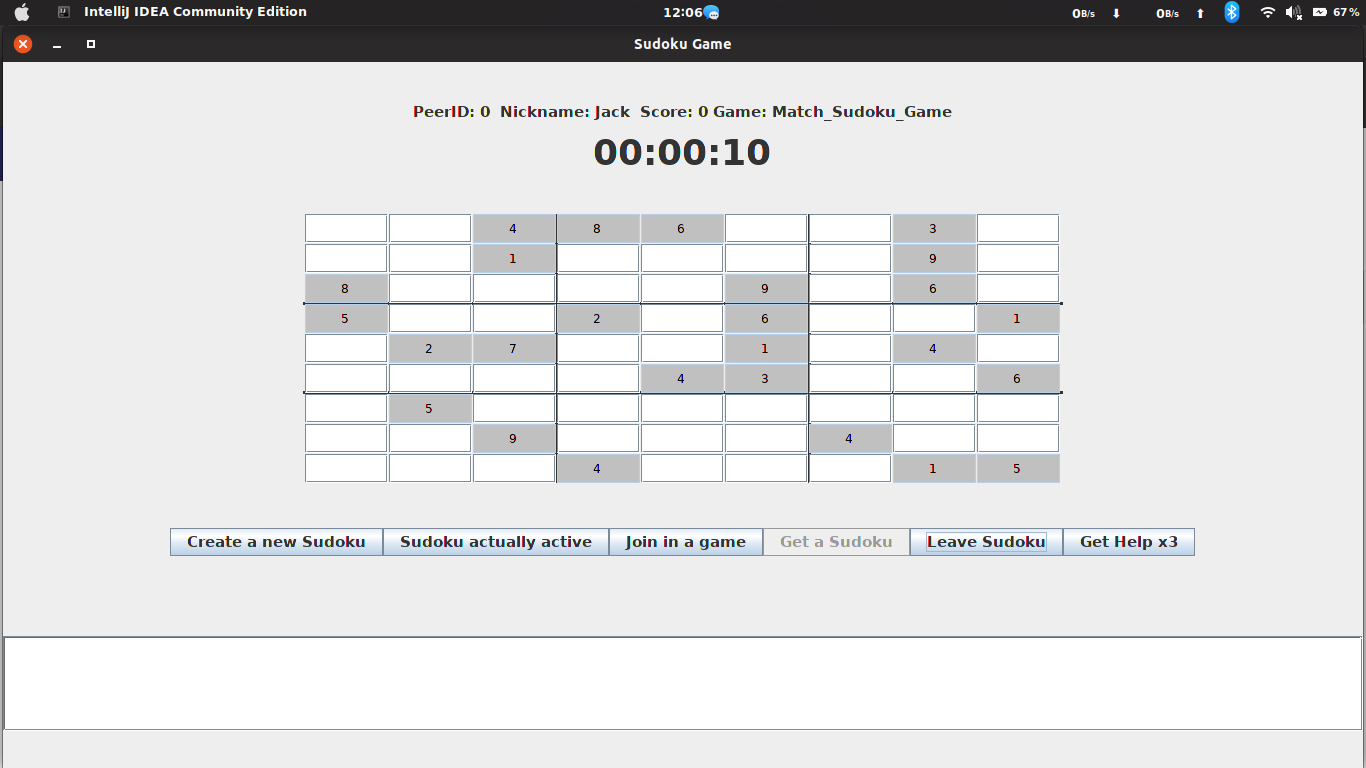 IntelliJ IDEA Community Edition 12:06 0B/s 0B/s 67%
Sudoku Game
PeerID: 0 Nickname: Jack Score: 0 Game: Match_Sudoku_Game
00:00:10
4 8 6 3
1 9
8 9 6
5 2 6 1
2 7 1 4
4 3 6
5
9 4
4 1 5
Create a new Sudoku Sudoku actually active Join in a game Get a Sudoku Leave Sudoku Get Help x3